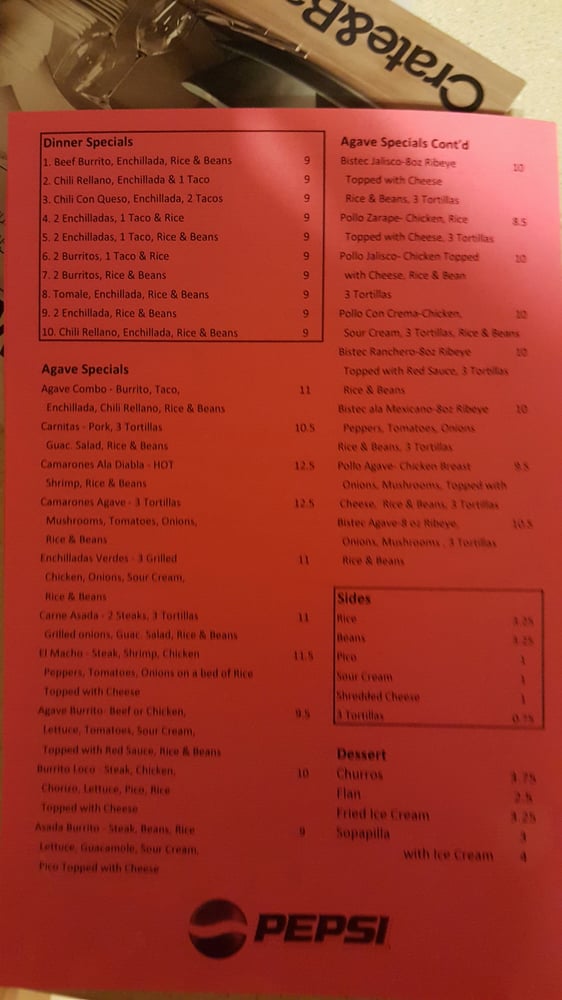 Crate&Ba
Dinner Specials
1. Beef Burrito, Enchillada, Rice & Beans 9
2. Chili Rellano, Enchillada & 1 Taco 9
3. Chili Con Queso, Enchillada, 2 Tacos 9
4. 2 Enchilladas, 1 Taco & Rice 9
5. 2 Enchilladas, 1 Taco, Rice & Beans 9
6. 2 Burritos, 1 Taco & Rice 9
7. 2 Burritos, Rice & Beans 9
8. Tomale, Enchillada, Rice & Beans 9
9. 2 Enchillada, Rice & Beans 9
10. Chili Rellano, Enchillada, Rice & Beans 9
Agave Specials
Agave Combo - Burrito, Taco, 11
Enchillada, Chili Rellano, Rice & Beans
Carnitas - Pork, 3 Tortillas 10.5
Guac. Salad, Rice & Beans
Camarones Ala Diabla - HOT 12.5
Shrimp, Rice & Beans
Camarones Agave - 3 Tortillas 12.5
Mushrooms, Tomatoes, Onions,
Rice & Beans
Enchilladas Verdes - 3 Grilled 11
Chicken, Onions, Sour Cream,
Rice & Beans
Carne Asada - 2 Steaks, 3 Tortillas 11
Grilled onions, Guac. Salad, Rice & Beans
El Macho - Steak, Shrimp, Chicken 11.5
Peppers, Tomatoes, Onions on a bed of Rice
Topped with Cheese
Agave Burrito- Beef or Chicken, 9.5
Lettuce, Tomatoes, Sour Cream,
Topped with Red Sauce, Rice & Beans
Burrito Loco - Steak, Chicken, 10
Chorizo, Lettuce, Pico, Rice
Topped with Cheese
Asada Burrito - Steak, Beans, Rice 9
Lettuce, Guacamole, Sour Cream,
Pico Topped with Cheese
Agave Specials Cont'd
Bistec Jalisco-8oz Ribeye 10
Topped with Cheese
Rice & Beans, 3 Tortillas
Pollo Zarape- Chicken, Rice 8.5
Topped with Cheese, 3 Tortillas
Pollo Jalisco- Chicken Topped 10
with Cheese, Rice & Bean
3 Tortillas
Pollo Con Crema-Chicken, 10
Sour Cream, 3 Tortillas, Rice & Beans
Bistec Ranchero-8oz Ribeye 10
Topped with Red Sauce, 3 Tortillas
Rice & Beans
Bistec ala Mexicano-8oz Ribeye 10
Peppers, Tomatoes, Onions
Rice & Beans, 3 Tortillas
Pollo Agave- Chicken Breast 9.5
Onions, Mushrooms, Topped with
Cheese, Rice & Beans, 3 Tortillas
Bistec Agave-8 oz Ribeye, 10.5
Onions, Mushrooms , 3 Tortillas
Rice & Beans
Sides
Rice 3.25
Beans 3.25
Pico 1
Sour Cream 1
Shredded Cheese 1
3 Tortillas 0.75
Dessert
Churros 3.75
Flan 2.5
Fried Ice Cream 3.25
Sopapilla 3
with Ice Cream 4
PEPSI